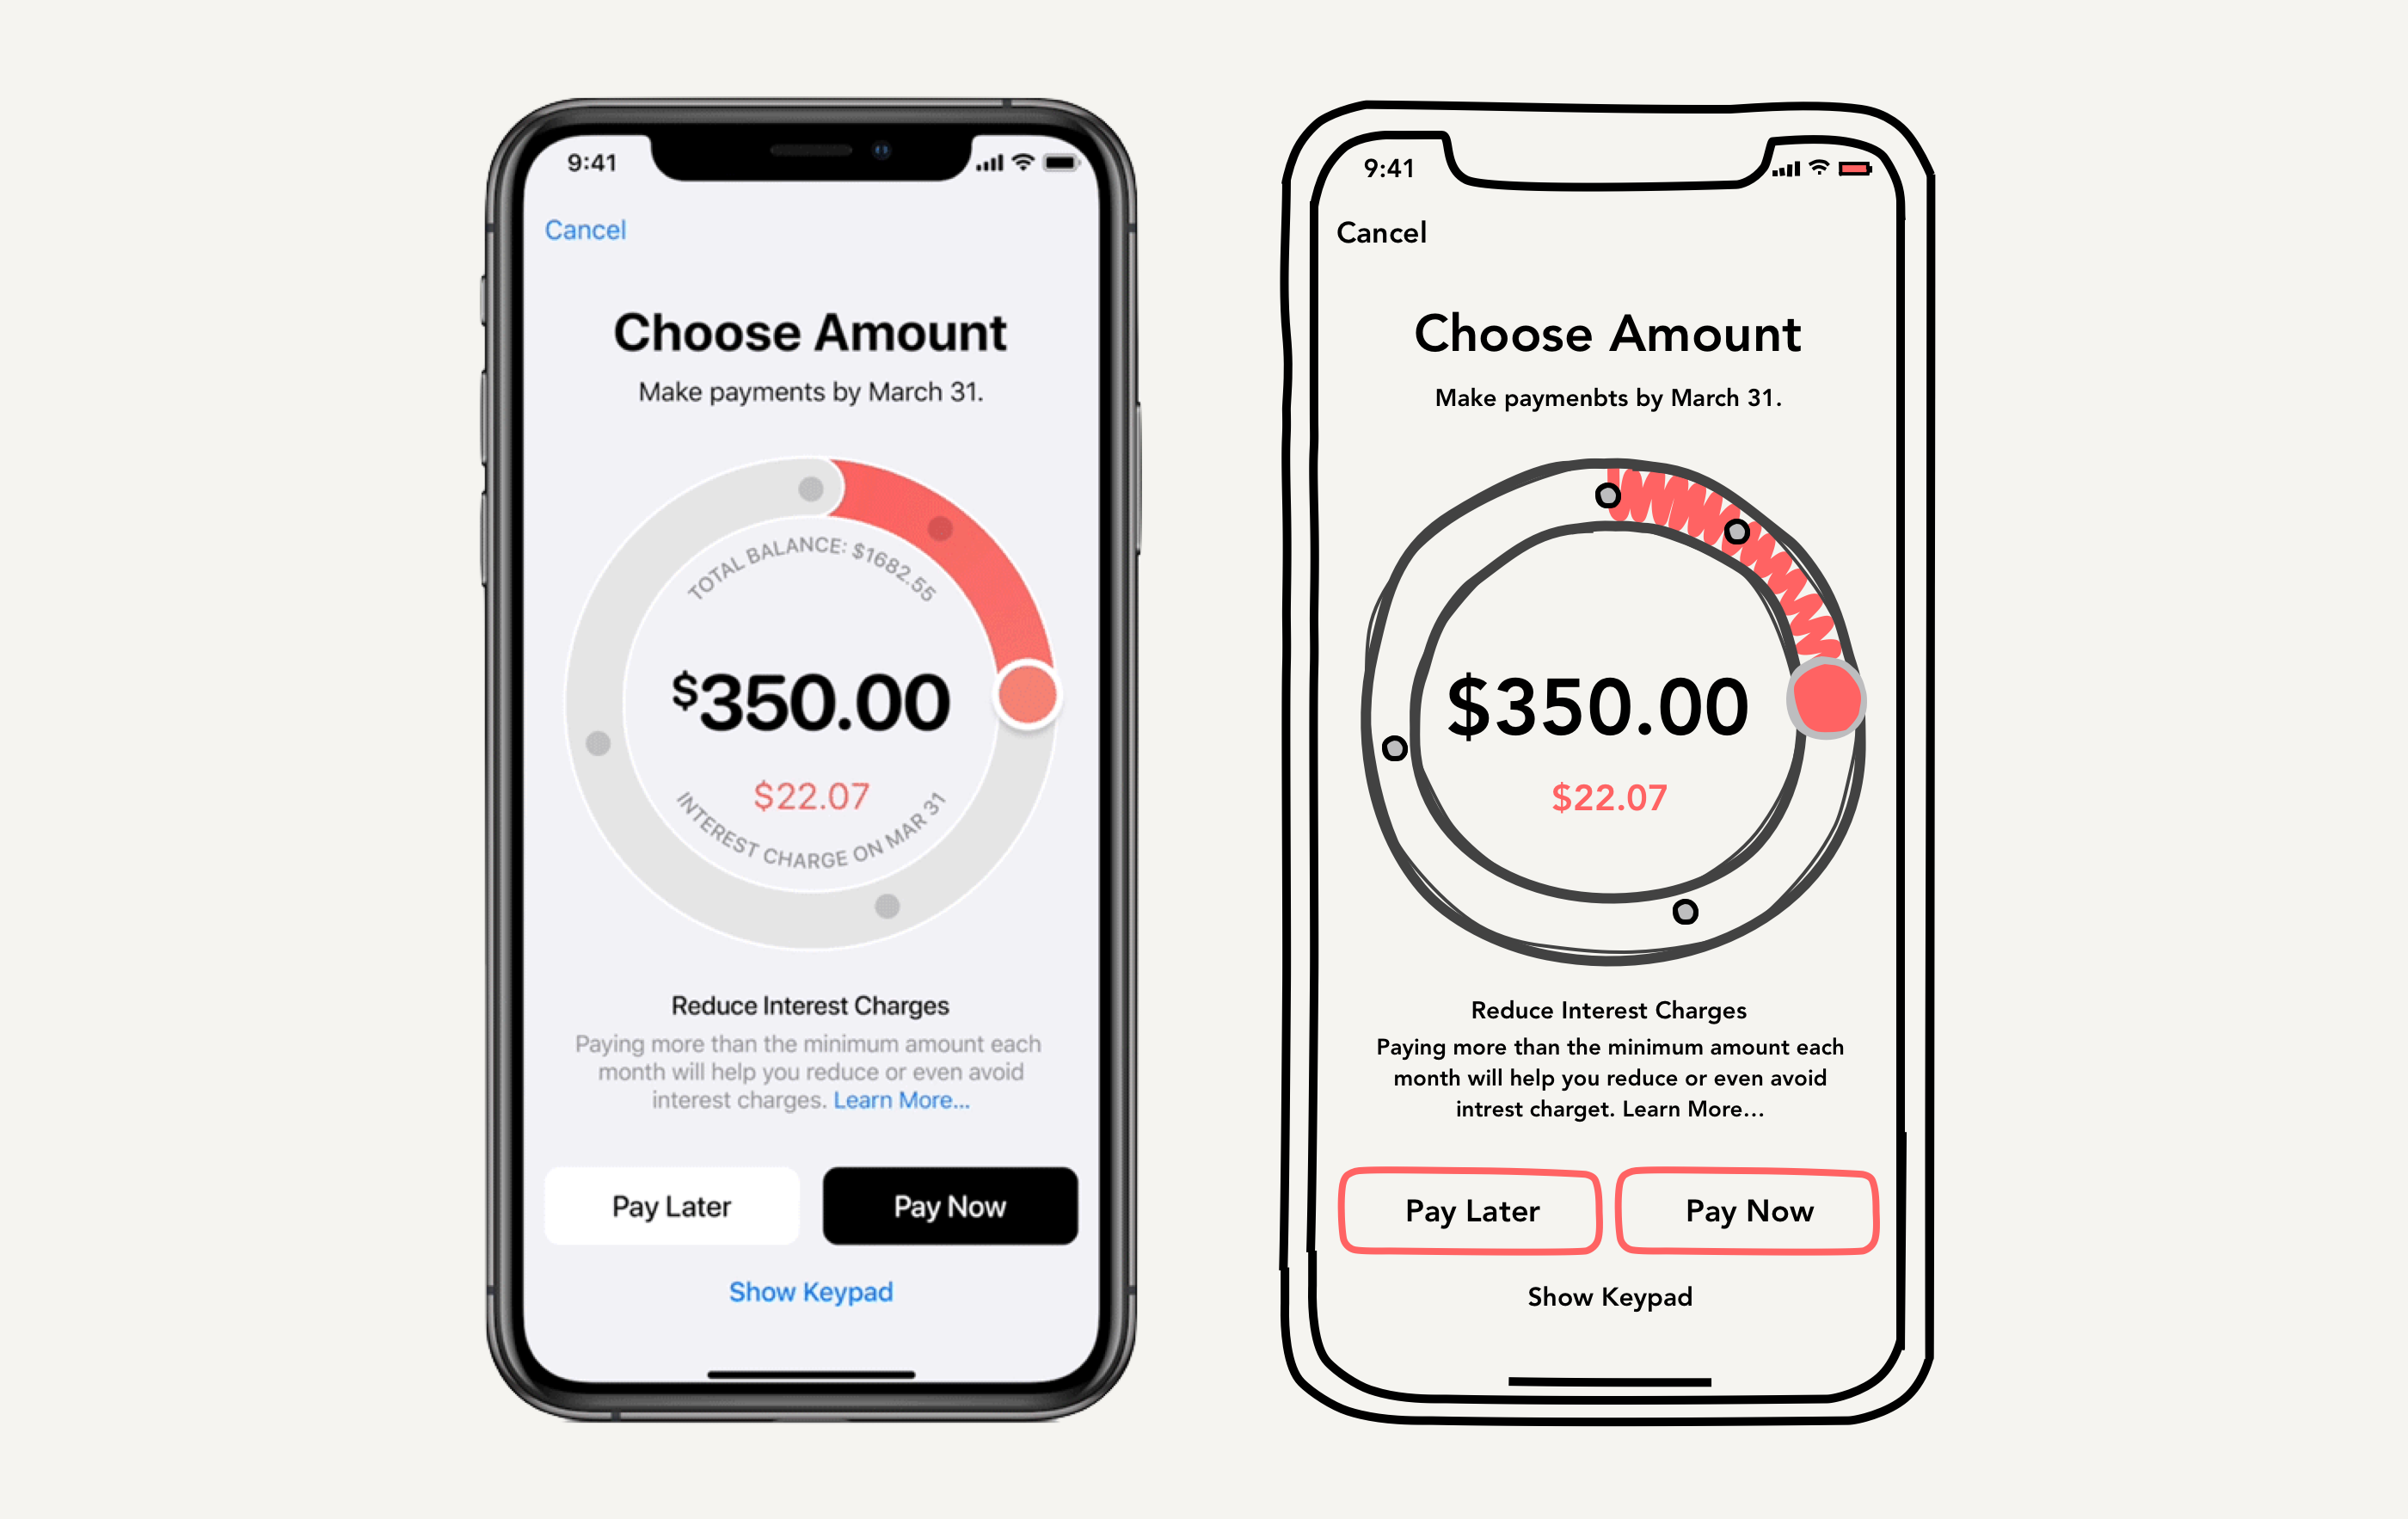 9:41
Cancel
Choose Amount
Make payments by March 31.
TOTAL BALANCE: $1682.55
$350.00
$22.07
INTEREST CHARGE ON MAR 31
Reduce Interest Charges
Paying more than the minimum amount each
month will help you reduce or even avoid
interest charges. Learn More...
Pay Later
Pay Now
Show Keypad
9:41
Cancel
Choose Amount
Make paymenbts by March 31.
$350.00
$22.07
Reduce Interest Charges
Paying more than the minimum amount each
month will help you reduce or even avoid
intrest charget. Learn More...
Pay Later
Pay Now
Show Keypad